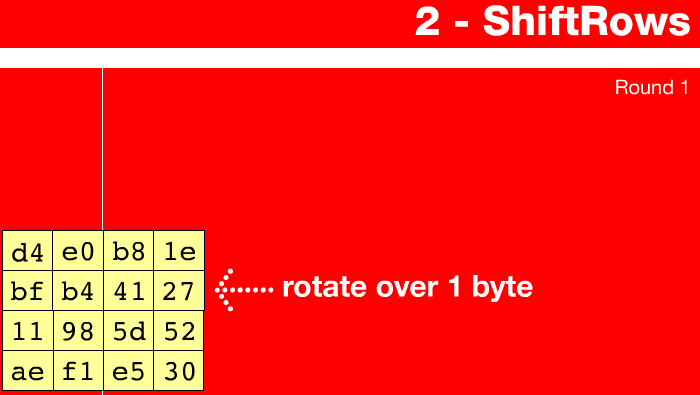 2 - ShiftRows
Round 1
d4 e0 b8 1e
bf b4 41 27
rotate over 1 byte
11 98 5d 52
ae f1 e5 30